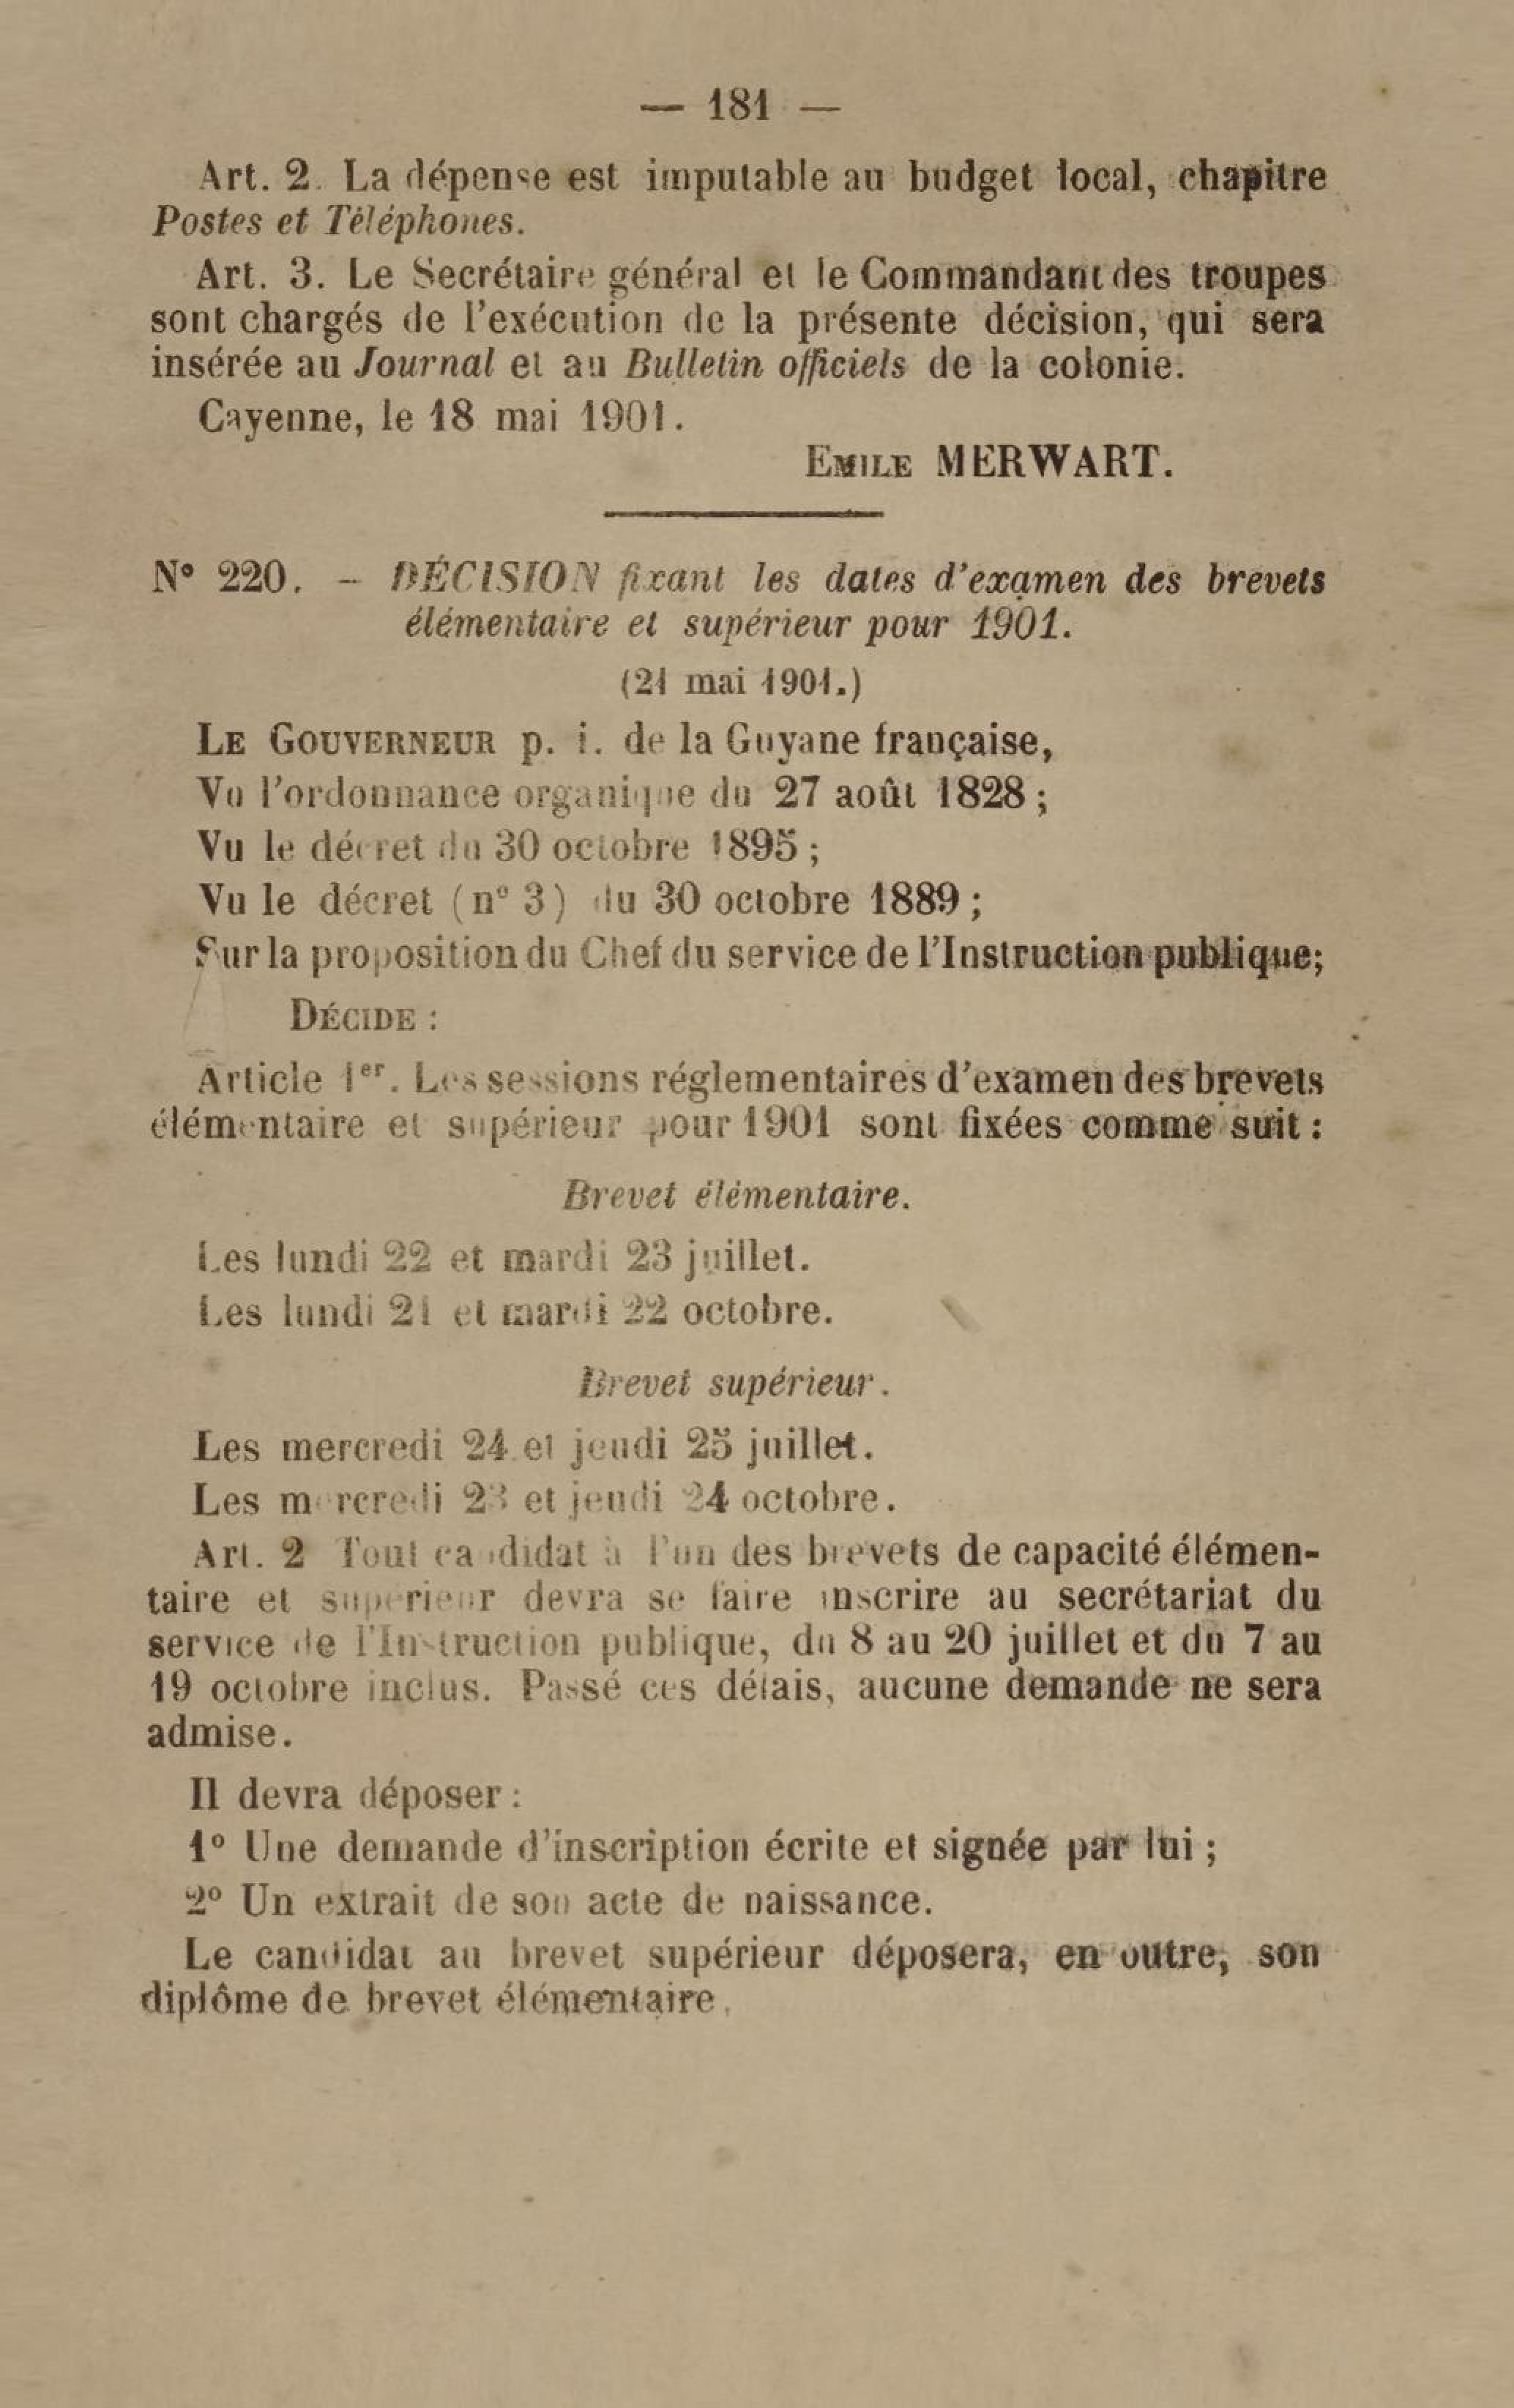 — 181 —
Art. 2. La dépense est imputable au budget local, chapitre
Postes et Téléphones.
Art. 3. Le Secrétaire général et le Commandant des troupes
sont chargés de l'exécution de la présente décision, qui sera
insérée au Journal et au Bulletin officiels de la colonie.
Cayenne, le 18 mai 1901.
EMILE MERWART.
N° 220. – DÉCISION fixant les dates d'examen des brevets
élémentaire et supérieur pour 1901.
(21 mai 1901.)
LE GOUVERNEUR p. i. de la Guyane française,
Vu l'ordonnance organique du 27 août 1828 ;
Vu le décret du 30 octobre 1895 ;
Vu le décret (n° 3) du 30 octobre 1889 ;
Sur la proposition du Chef du service de l'Instruction publique;
DÉCIDE :
Article 1er. Les sessions réglementaires d'examen des brevets
élémentaire et supérieur pour 1901 sont fixées comme suit :
Brevet élémentaire.
Les lundi 22 et mardi 23 juillet.
Les lundi 21 et mardi 22 octobre.
Brevet supérieur.
Les mercredi 24 et jeudi 25 juillet.
Les mercredi 23 et jeudi 24 octobre.
Art. 2 Tout candidat à l'un des brevets de capacité élémen-
taire et supérieur devra se faire inscrire au secrétariat du
service de l'Instruction publique, du 8 au 20 juillet et du 7 au
19 octobre inclus. Passé ces délais, aucune demande ne sera
admise.
Il devra déposer :
1° Une demande d'inscription écrite et signée par lui ;
2° Un extrait de son acte de naissance.
Le candidat au brevet supérieur déposera, en outre, son
diplôme de brevet élémentaire.